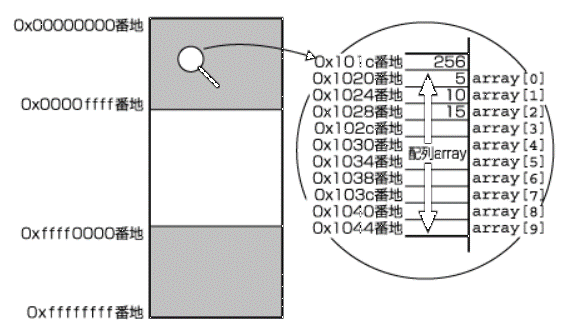 0x00000000番地
0x0000ffff番地
0xffff0000番地
0xffffffff番地
0x101c番地 256
0x1020番地 5 array[0]
0x1024番地 10 array[1]
0x1028番地 15 array[2]
0x102c番地 array[3]
0x1030番地 array[4]
配列array
0x1034番地 array[5]
0x1038番地 array[6]
0x103c番地 array[7]
0x1040番地 array[8]
0x1044番地 array[9]